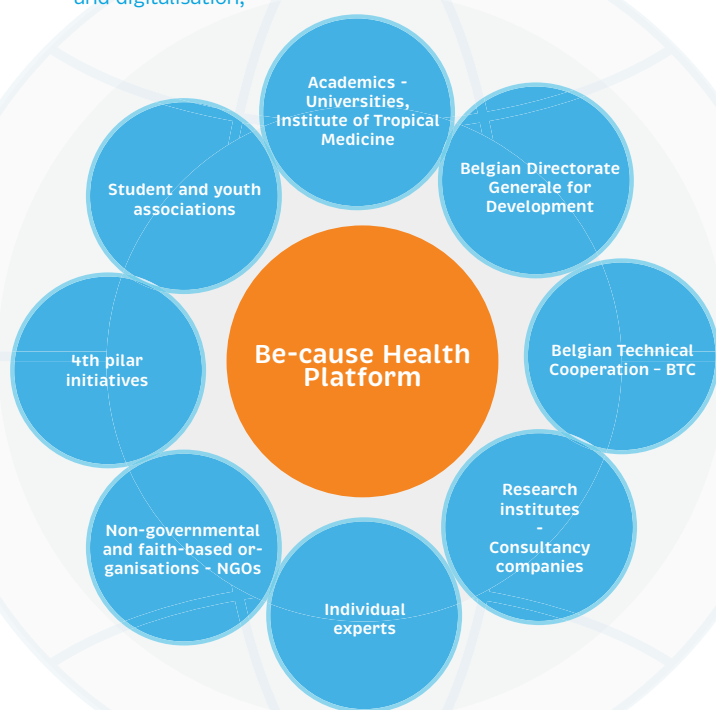 and digitalisation,
Academics -
Universities,
Institute of Tropical
Medicine
Belgian Directorate
Generale for
Development
Student and youth
associations
Be-cause Health
Platform
Belgian Technical
Cooperation - BTC
4th pilar
initiatives
Research
institutes
-
Consultancy
companies
Non-governmental
and faith-based or-
ganisations - NGOs
Individual
experts